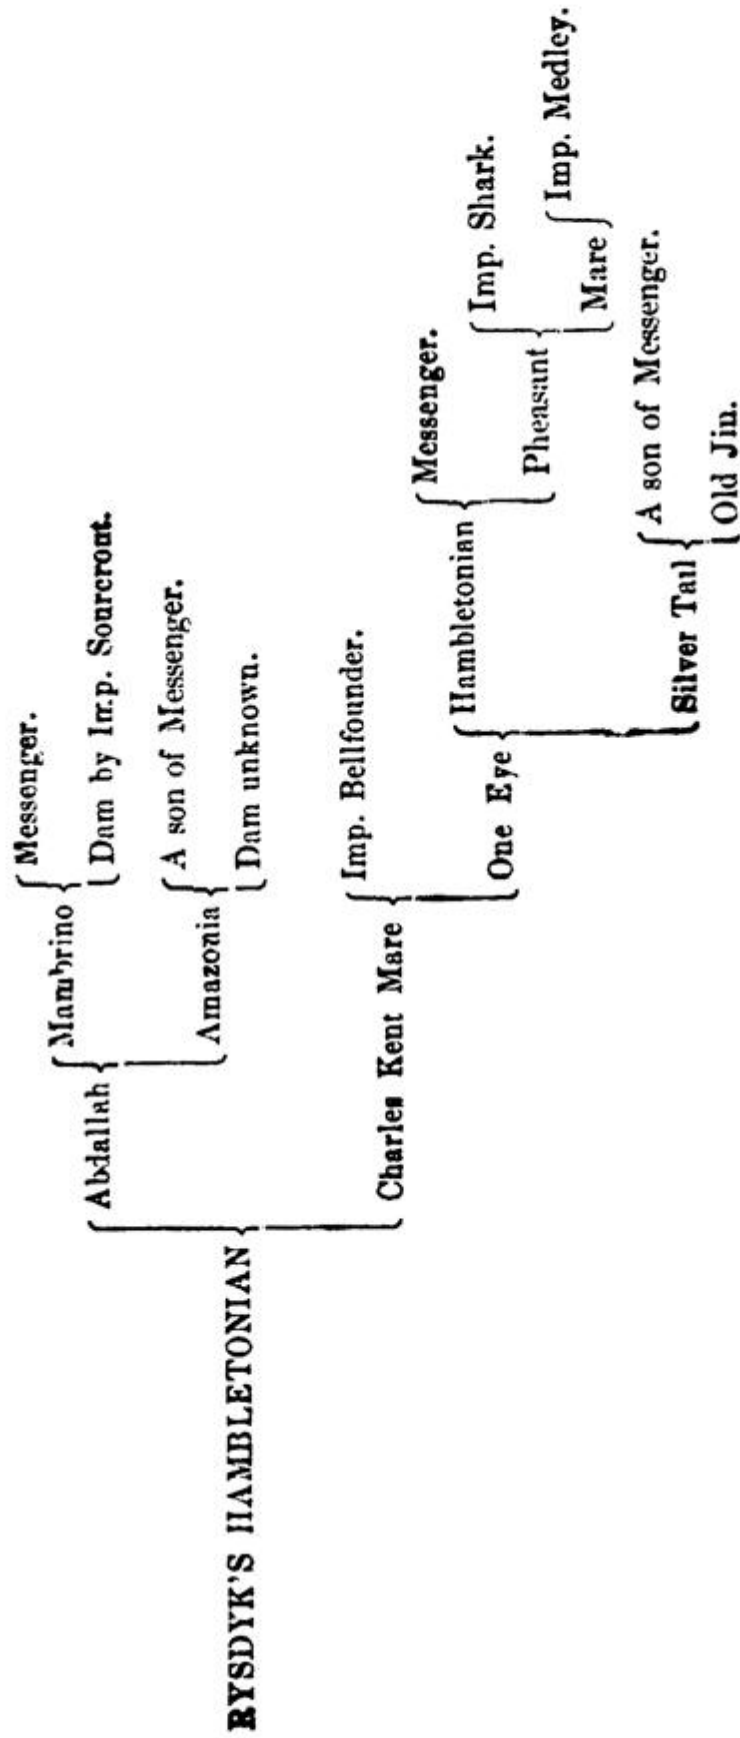 Messenger.
Mambrino
Dam by Imp. Sourcrout.
Abdallah
A son of Messenger.
Amazonia
Dam unknown.
RYSDYK'S HAMBLETONIAN
Imp. Bellfounder.
Charles Kent Mare
One Eye
Messenger.
Hambletonian
Imp. Shark.
Pheasant
Mare
Imp. Medley.
A son of Messenger.
Silver Tail
Old Jin.